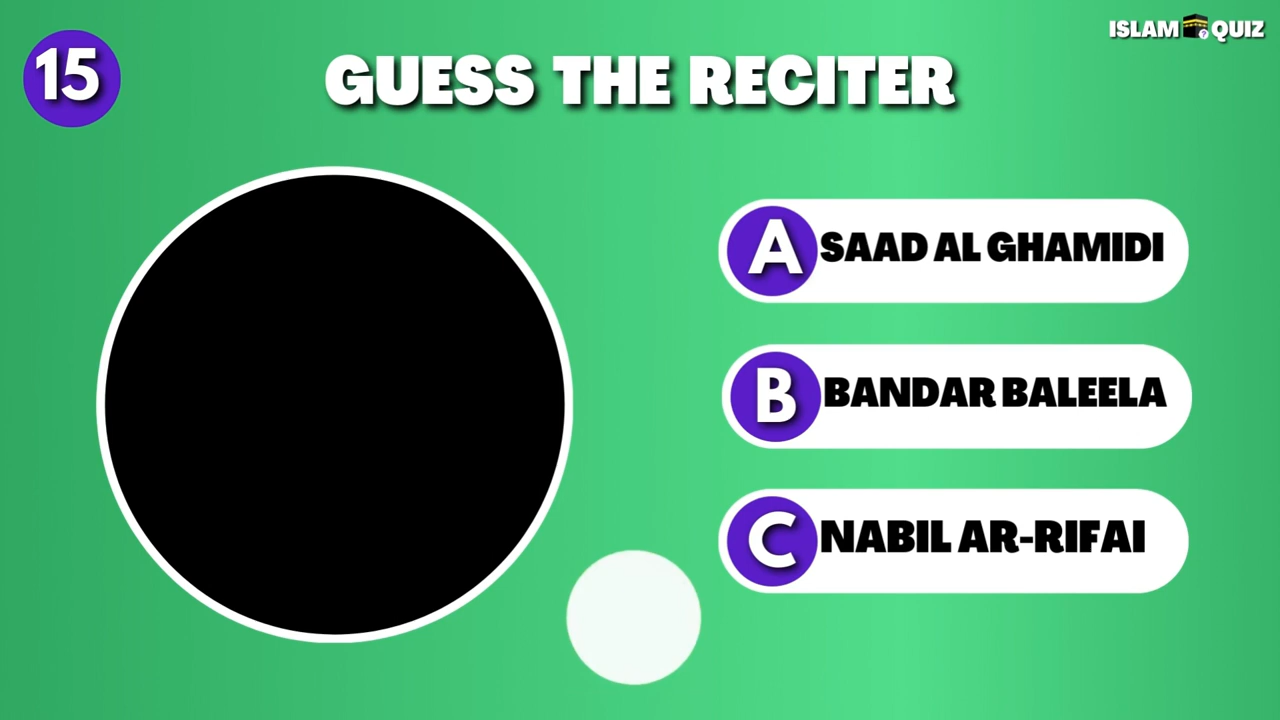 15
GUESS THE RECITER
ISLAM QUIZ
A SAAD AL GHAMIDI
B BANDAR BALEELA
C NABIL AR-RIFAI